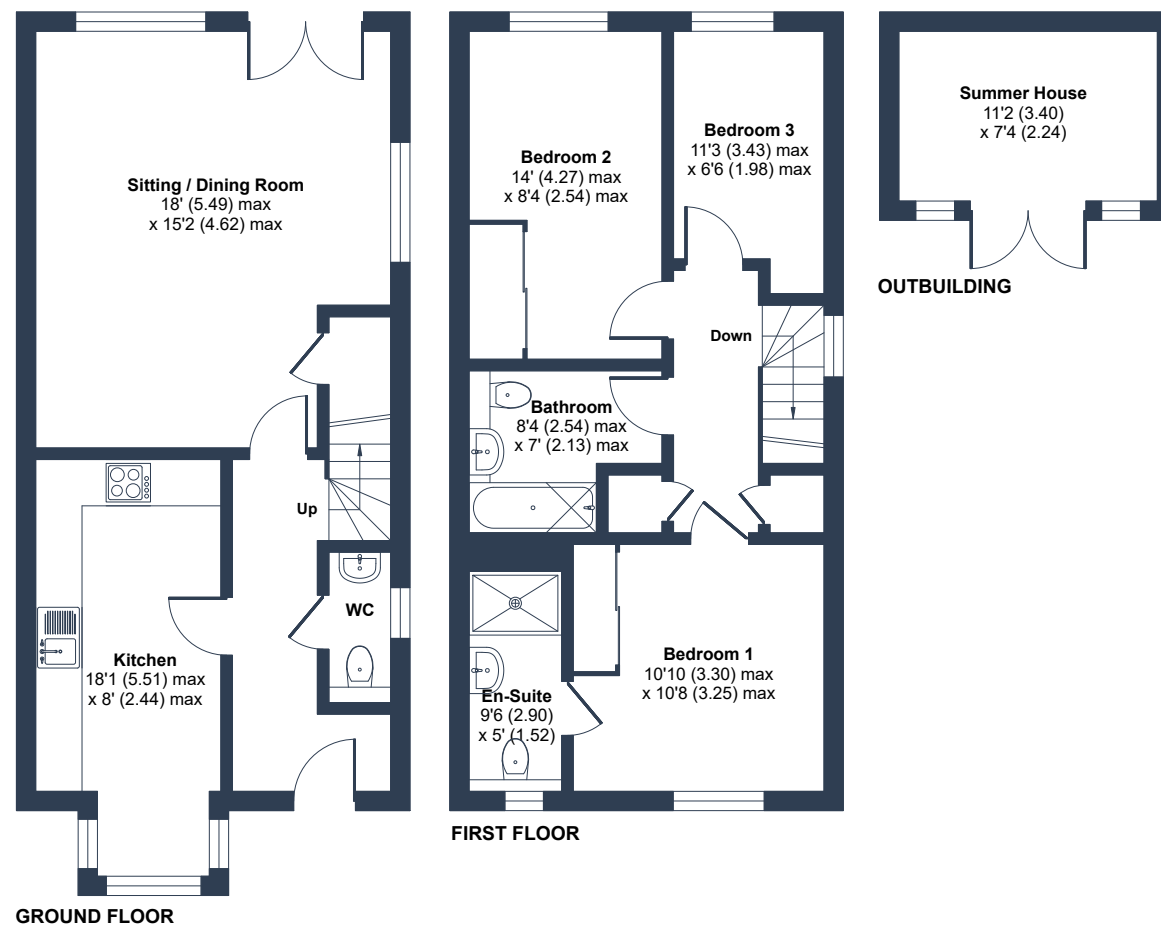 Sitting / Dining Room
18' (5.49) max
x 15'2 (4.62) max
Up
WC
Kitchen
18'1 (5.51) max
x 8' (2.44) max
GROUND FLOOR
Bedroom 2
14' (4.27) max
x 8'4 (2.54) max
Bedroom 3
11'3 (3.43) max
x 6'6 (1.98) max
Down
Bathroom
8'4 (2.54) max
x 7' (2.13) max
Bedroom 1
10'10 (3.30) max
x 10'8 (3.25) max
En-Suite
9'6 (2.90)
x 5' (1.52)
FIRST FLOOR
Summer House
11'2 (3.40)
x 7'4 (2.24)
OUTBUILDING